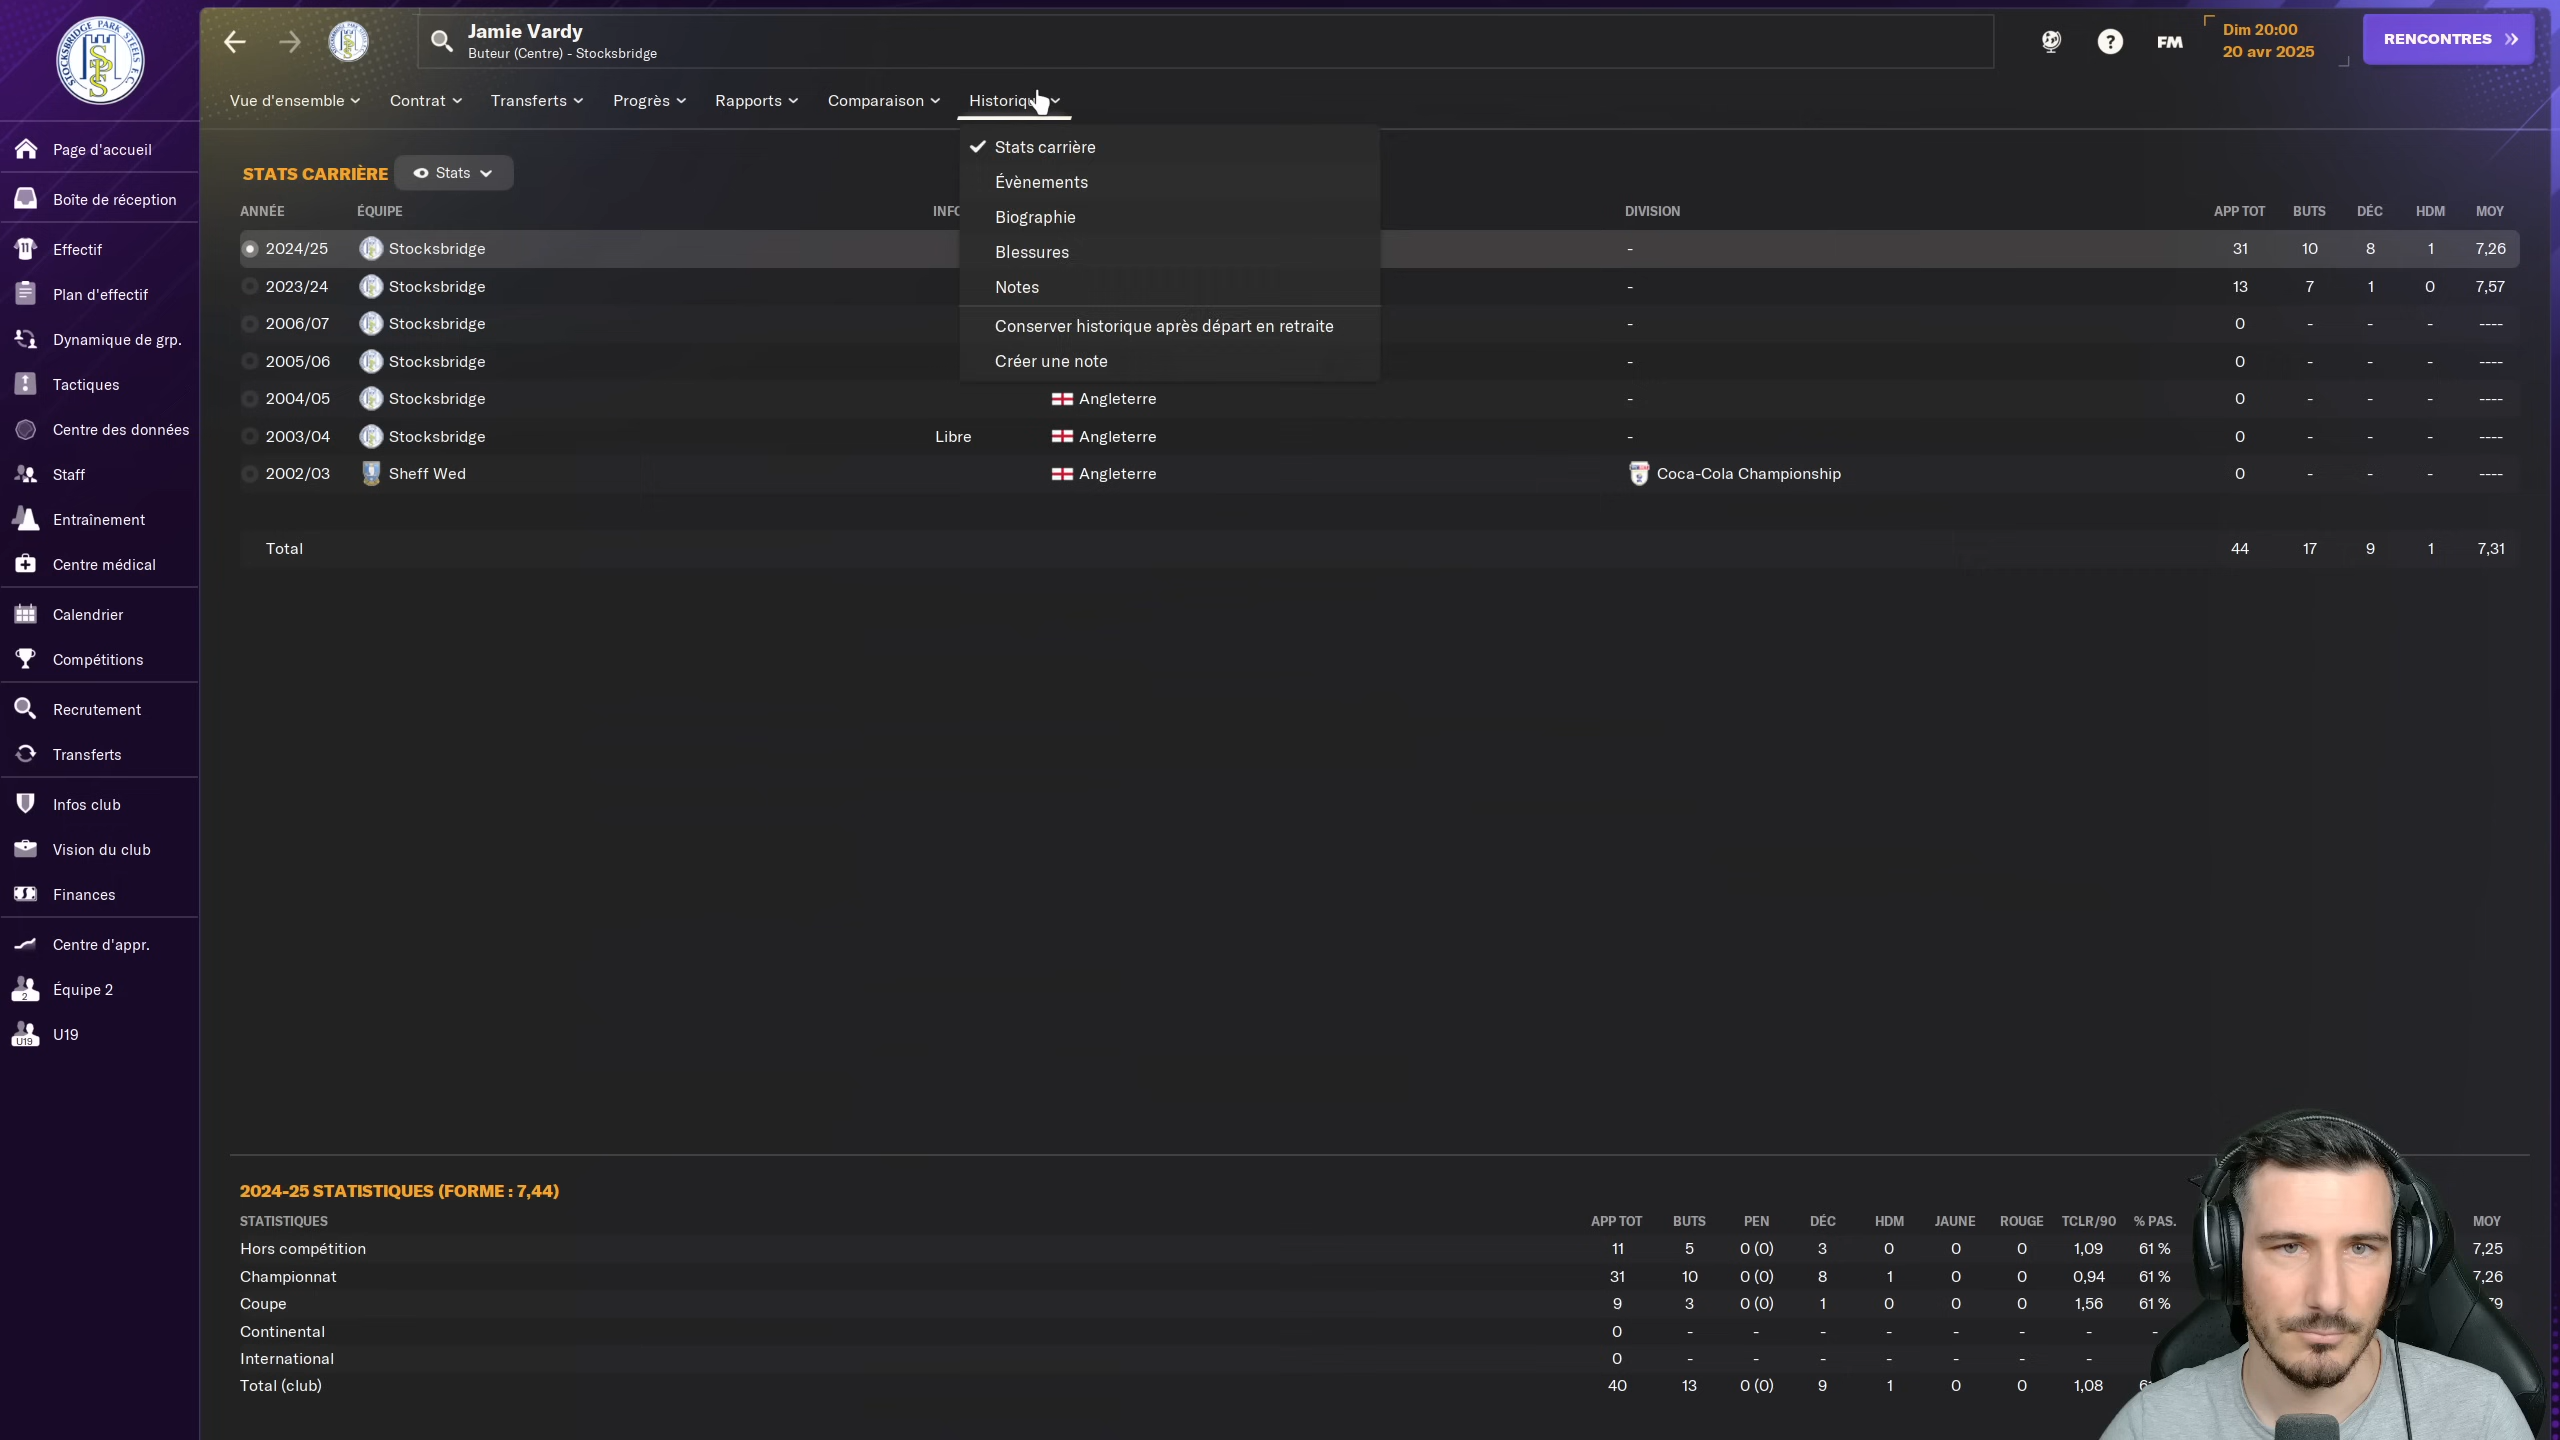 Jamie Vardy
Buteur (Centre) - Stocksbridge
FM
Dim 20:00
20 avr 2025
RENCONTRES
Vue d'ensemble
Contrat
Transferts
Progrès
Rapports
Comparaison
Page d'accueil
Boîte de réception
Effectif
Plan d'effectif
Dynamique de grp.
Tactiques
Centre des données
Staff
Entraînement
Centre médical
Calendrier
Compétitions
Recrutement
Transferts
Infos club
Vision du club
Finances
Centre d'appr.
Équipe 2
U19
Stats carrière
Évènements
Biographie
Blessures
Notes
Conserver historique après départ en retraite
Créer une note
STATS CARRIÈRE Stats
ANNÉE ÉQUIPE DIVISION APP TOT BUTS DÉC HDM MOY
2024/25 Stocksbridge - 31 10 8 1 7,26
2023/24 Stocksbridge - 13 7 1 0 7,57
2006/07 Stocksbridge - 0 - - - ----
2005/06 Stocksbridge - 0 - - - ----
2004/05 Stocksbridge Angleterre - 0 - - - ----
2003/04 Stocksbridge Libre Angleterre - 0 - - - ----
2002/03 Sheff Wed Angleterre Coca-Cola Championship 0 - - - ----
Total 44 17 9 1 7,31
2024-25 STATISTIQUES (FORME : 7,44)
STATISTIQUES APP TOT BUTS PEN DÉC HDM JAUNE ROUGE TCLR/90 % PAS. MOY
Hors compétition 11 5 0 (0) 3 0 0 0 1,09 61 % 7,25
Championnat 31 10 0 (0) 8 1 0 0 0,94 61 % 7,26
Coupe 9 3 0 (0) 1 0 0 0 1,56 61 %
Continental 0 - - - - - - - -
International 0 - - - - - - -
Total (club) 40 13 0 (0) 9 1 0 0 1,08